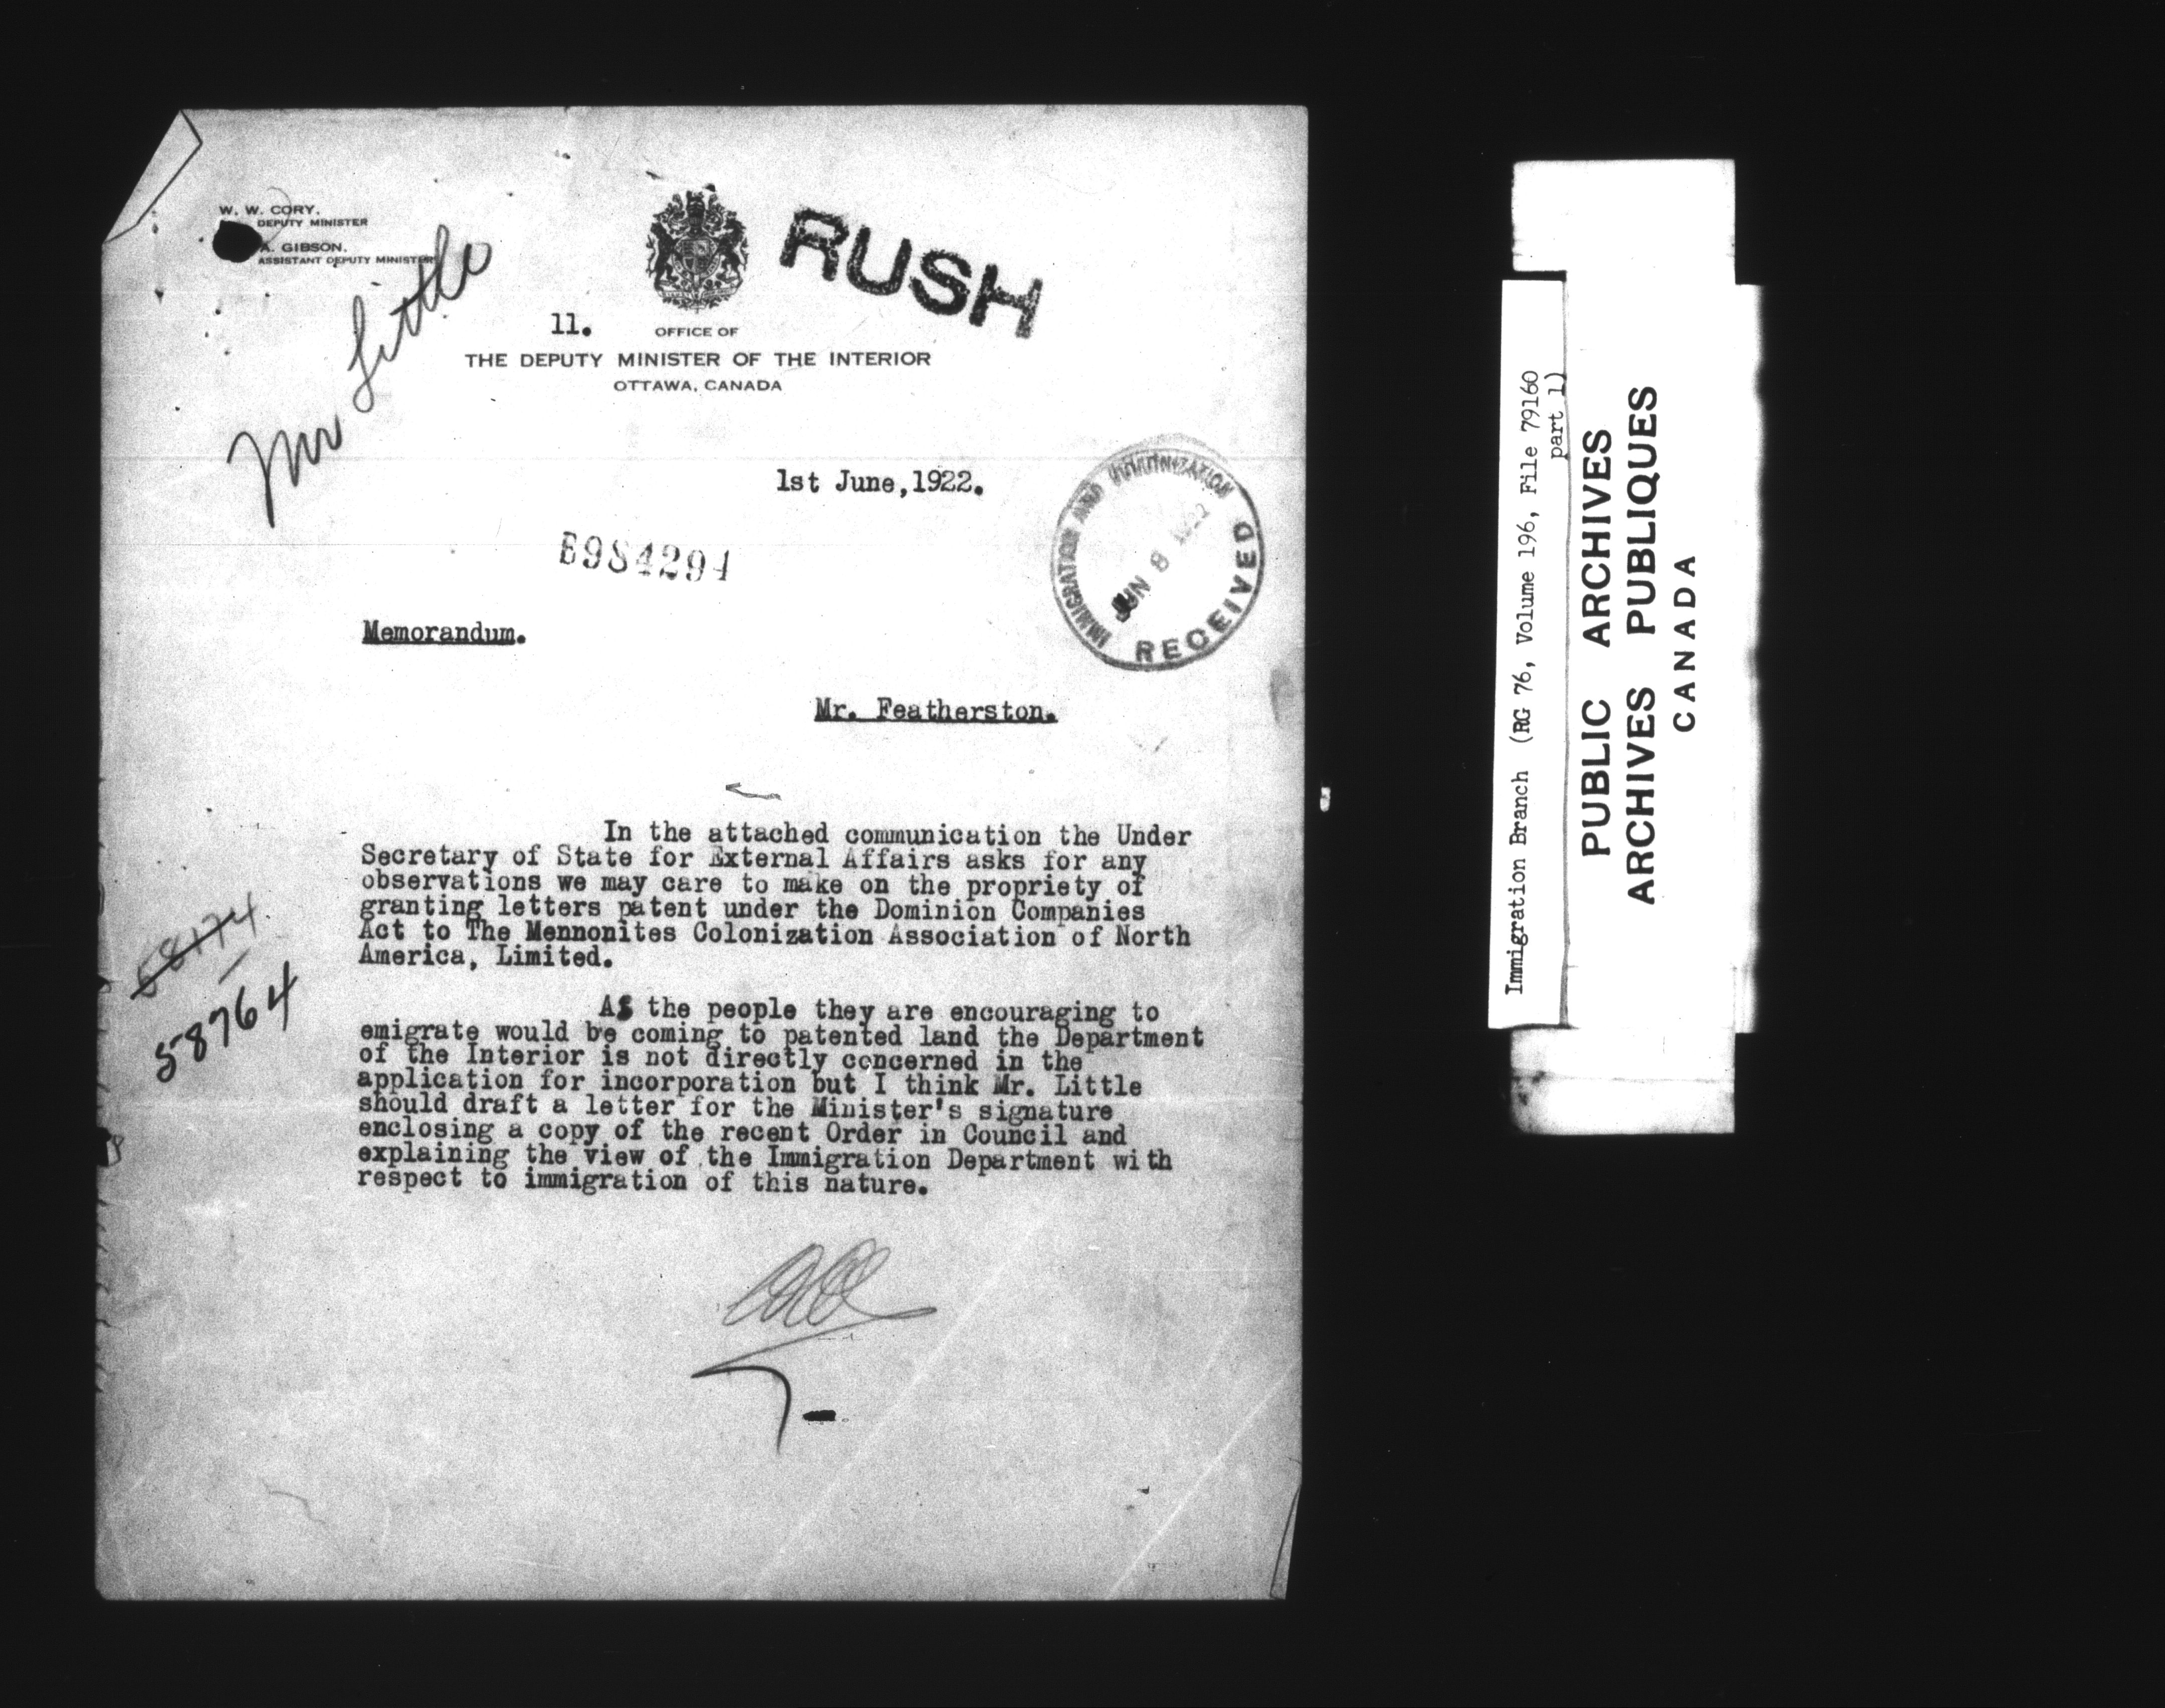 W. W. CORY,
DEPUTY MINISTER
A. GIBSON,
ASSISTANT DEPUTY MINISTER
Mr Little
RUSH
11.
OFFICE OF
THE DEPUTY MINISTER OF THE INTERIOR
OTTAWA, CANADA
1st June, 1922.
IMMIGRATION AND COLONIZATION
JUN 8 1922
RECEIVED
Memorandum.
Mr. Featherston.
In the attached communication the Under
Secretary of State for External Affairs asks for any
observations we may care to make on the propriety of
granting letters patent under the Dominion Companies
Act to The Mennonites Colonization Association of North
America, Limited.
58174
58764
As the people they are encouraging to
emigrate would be coming to patented land the Department
of the Interior is not directly concerned in the
application for incorporation but I think Mr. Little
should draft a letter for the Minister's signature
enclosing a copy of the recent Order in Council and
explaining the view of the Immigration Department with
respect to immigration of this nature.
Immigration Branch (RG 76, Volume 196, File 79160
part 1)
PUBLIC ARCHIVES
ARCHIVES PUBLIQUES
CANADA